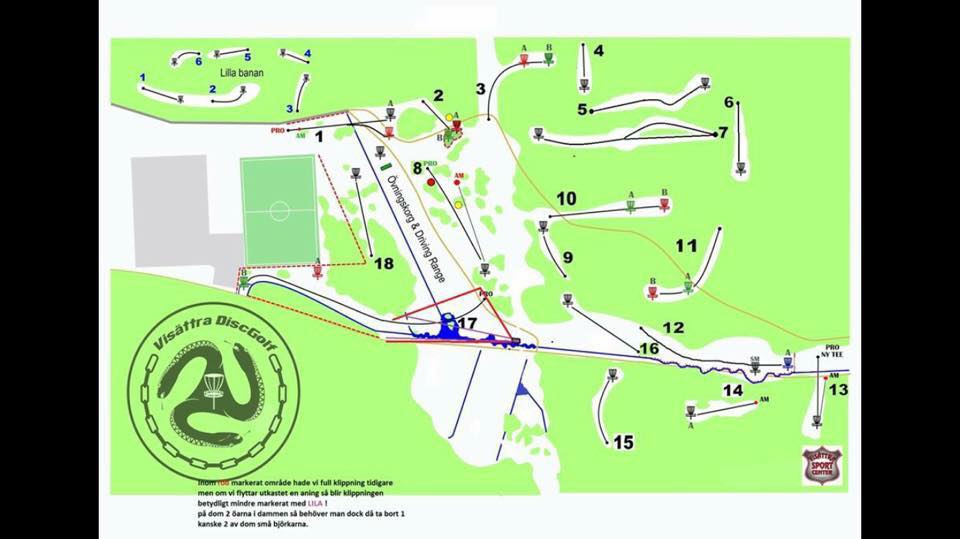 6
5
4
1
Lilla banan
2
3
PRO
AM
1
A
A
2
A
B
3
A
B
4
5
6
7
8
PRO
AM
Övningskorg & Driving Range
18
10
A
B
9
11
B
A
B
A
PRO
17
12
16
SM
A
PRO
NY TEE
AM
14
AM
13
A
15
Visättra DiscGolf
VISÄTTRA
SPORT
CENTER
Inom röd markerat område hade vi full klippning tidigare
men om vi flyttar utkastet en aning så blir klippningen
betydligt mindre markerat med LILA !
på dom 2 öarna i dammen så behöver man dock då ta bort 1
kanske 2 av dom små björkarna.